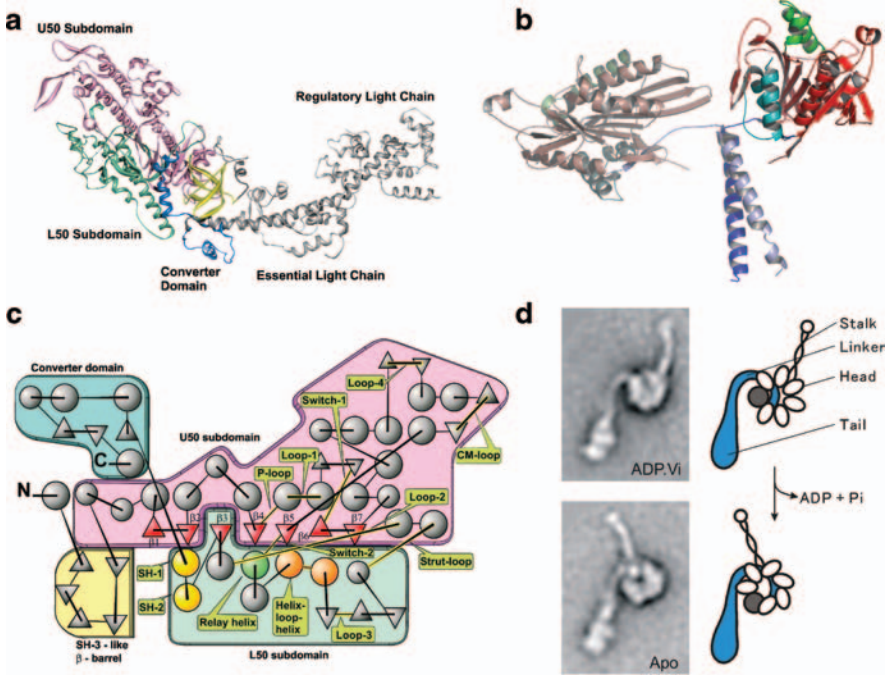 a
U50 Subdomain
Regulatory Light Chain
L50 Subdomain
Converter
Domain
Essential Light Chain
b
c
Converter domain
C
N
U50 subdomain
Loop-4
Switch-1
CM-loop
Loop-1
P-loop
Loop-2
β1
β2
β3
β4
β5
β6
β7
Switch-2
Strut-loop
SH-1
SH-2
Relay helix
Helix-
loop-
helix
Loop-3
SH-3 - like
β - barrel
L50 subdomain
d
ADP.Vi
Stalk
Linker
Head
Tail
ADP + Pi
Apo